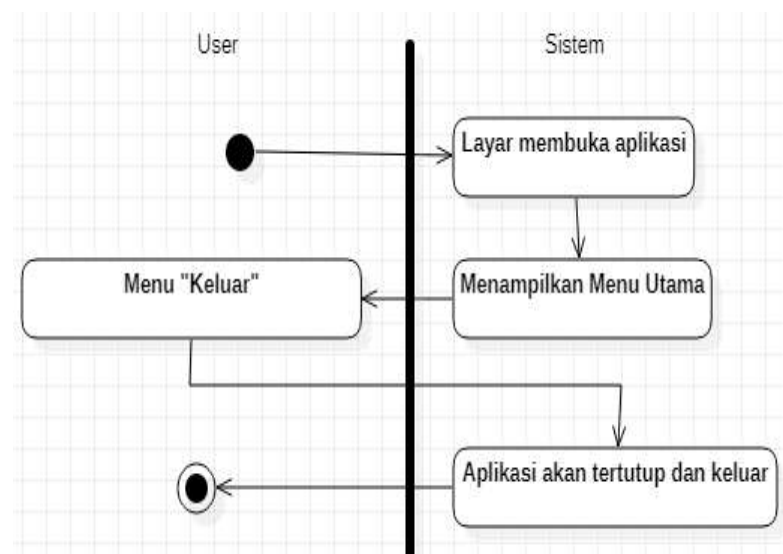 User
Sistem
Layar membuka aplikasi
Menu "Keluar"
Menampilkan Menu Utama
Aplikasi akan tertutup dan keluar